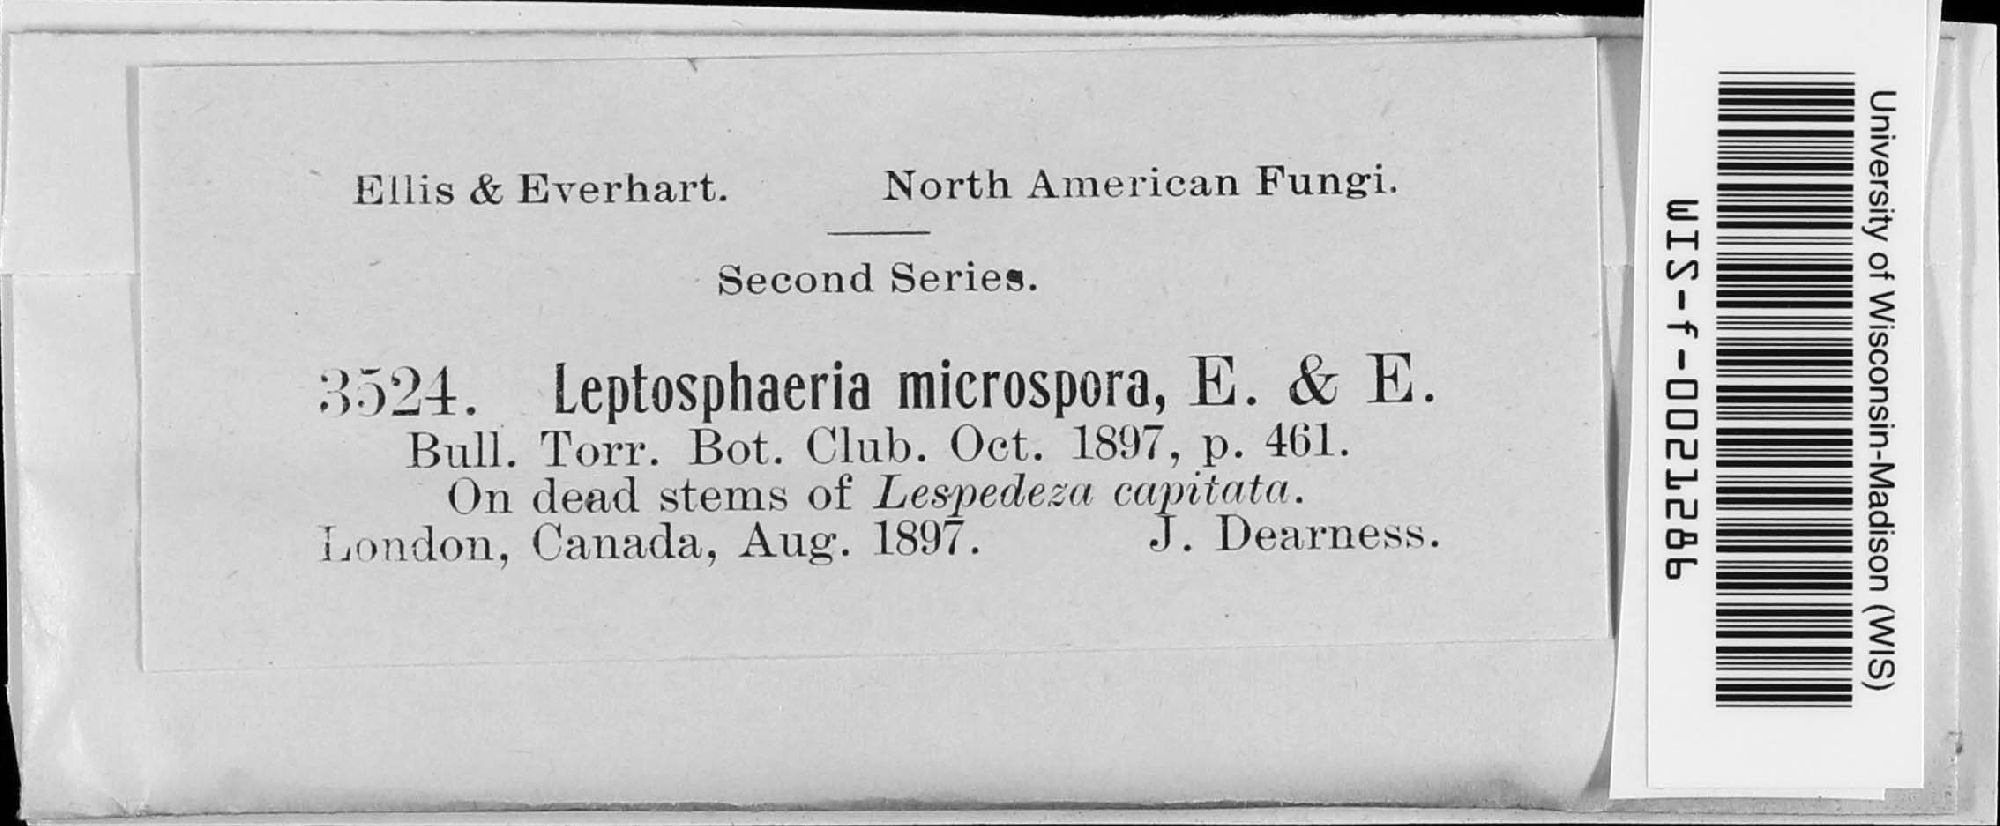 Ellis & Everhart. North American Fungi.
Second Series.
3524. Leptosphaeria microspora, E. & E.
Bull. Torr. Bot. Club. Oct. 1897, p. 461.
On dead stems of Lespedeza capitata.
London, Canada, Aug. 1897. J. Dearness.
University of Wisconsin-Madison (WIS)
WIS-f-0021286